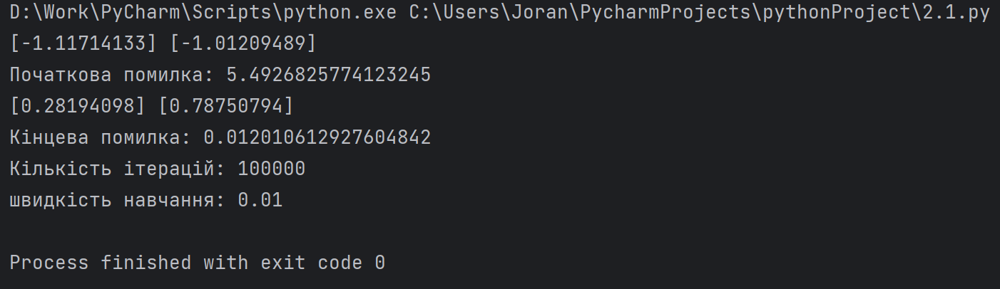 D:\Work\PyCharm\Scripts\python.exe C:\Users\Joran\PycharmProjects\pythonProject\2.1.py
[-1.11714133] [-1.01209489]
Початкова помилка: 5.4926825774123245
[0.28194098] [0.78750794]
Кінцева помилка: 0.012010612927604842
Кількість ітерацій: 100000
швидкість навчання: 0.01
Process finished with exit code 0